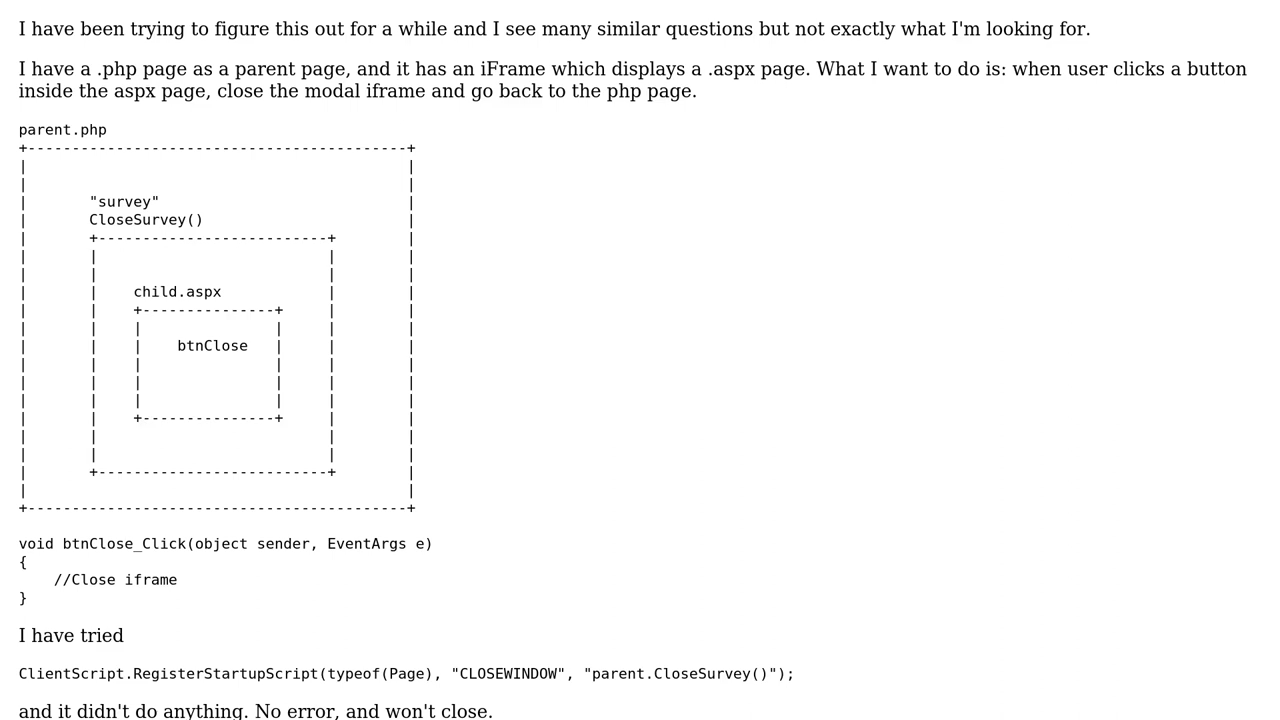 I have been trying to figure this out for a while and I see many similar questions but not exactly what I'm looking for.
I have a .php page as a parent page, and it has an iFrame which displays a .aspx page. What I want to do is: when user clicks a button
inside the aspx page, close the modal iframe and go back to the php page.
parent.php
+-------------------------------------------+
|                                           |
|                                           |
|       "survey"                            |
|       CloseSurvey()                       |
|       +--------------------------+        |
|       |                          |        |
|       |                          |        |
|       |    child.aspx            |        |
|       |    +---------------+     |        |
|       |    |               |     |        |
|       |    |    btnClose   |     |        |
|       |    |               |     |        |
|       |    |               |     |        |
|       |    |               |     |        |
|       |    +---------------+     |        |
|       |                          |        |
|       |                          |        |
|       +--------------------------+        |
|                                           |
+-------------------------------------------+
void btnClose_Click(object sender, EventArgs e)
{
    //Close iframe
}
I have tried
ClientScript.RegisterStartupScript(typeof(Page), "CLOSEWINDOW", "parent.CloseSurvey()");
and it didn't do anything. No error, and won't close.